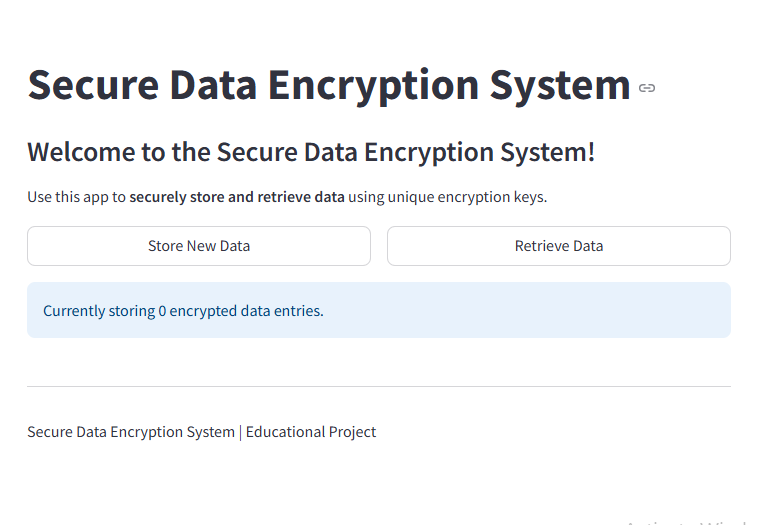 Secure Data Encryption System
Welcome to the Secure Data Encryption System!
Use this app to securely store and retrieve data using unique encryption keys.
Store New Data
Retrieve Data
Currently storing 0 encrypted data entries.
Secure Data Encryption System | Educational Project